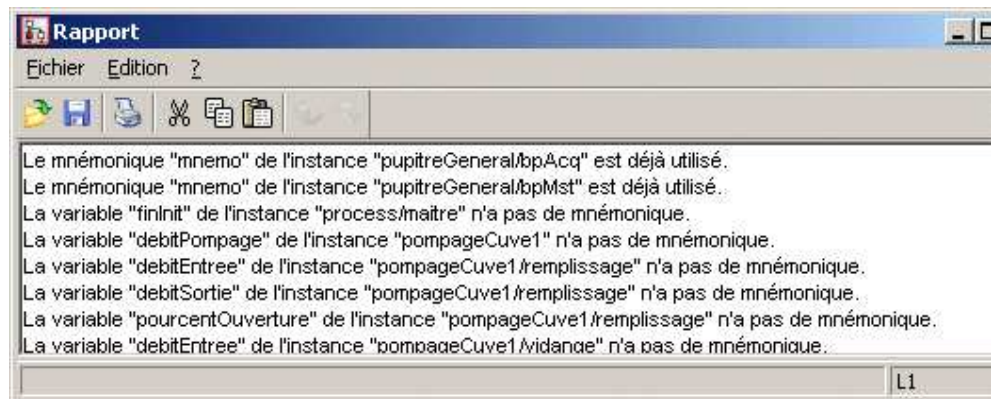 Rapport
Fichier Edition ?
Le mnémonique "mnemo" de l'instance "pupitreGeneral/bpAcq" est déjà utilisé.
Le mnémonique "mnemo" de l'instance "pupitreGeneral/bpMst" est déjà utilisé.
La variable "finInit" de l'instance "process/maitre" n'a pas de mnémonique.
La variable "debitPompage" de l'instance "pompageCuve1" n'a pas de mnémonique.
La variable "debitEntree" de l'instance "pompageCuve1/remplissage" n'a pas de mnémonique.
La variable "debitSortie" de l'instance "pompageCuve1/remplissage" n'a pas de mnémonique.
La variable "pourcentOuverture" de l'instance "pompageCuve1/remplissage" n'a pas de mnémonique.
La variable "debitEntree" de l'instance "pompageCuve1/vidange" n'a pas de mnémonique.
L1